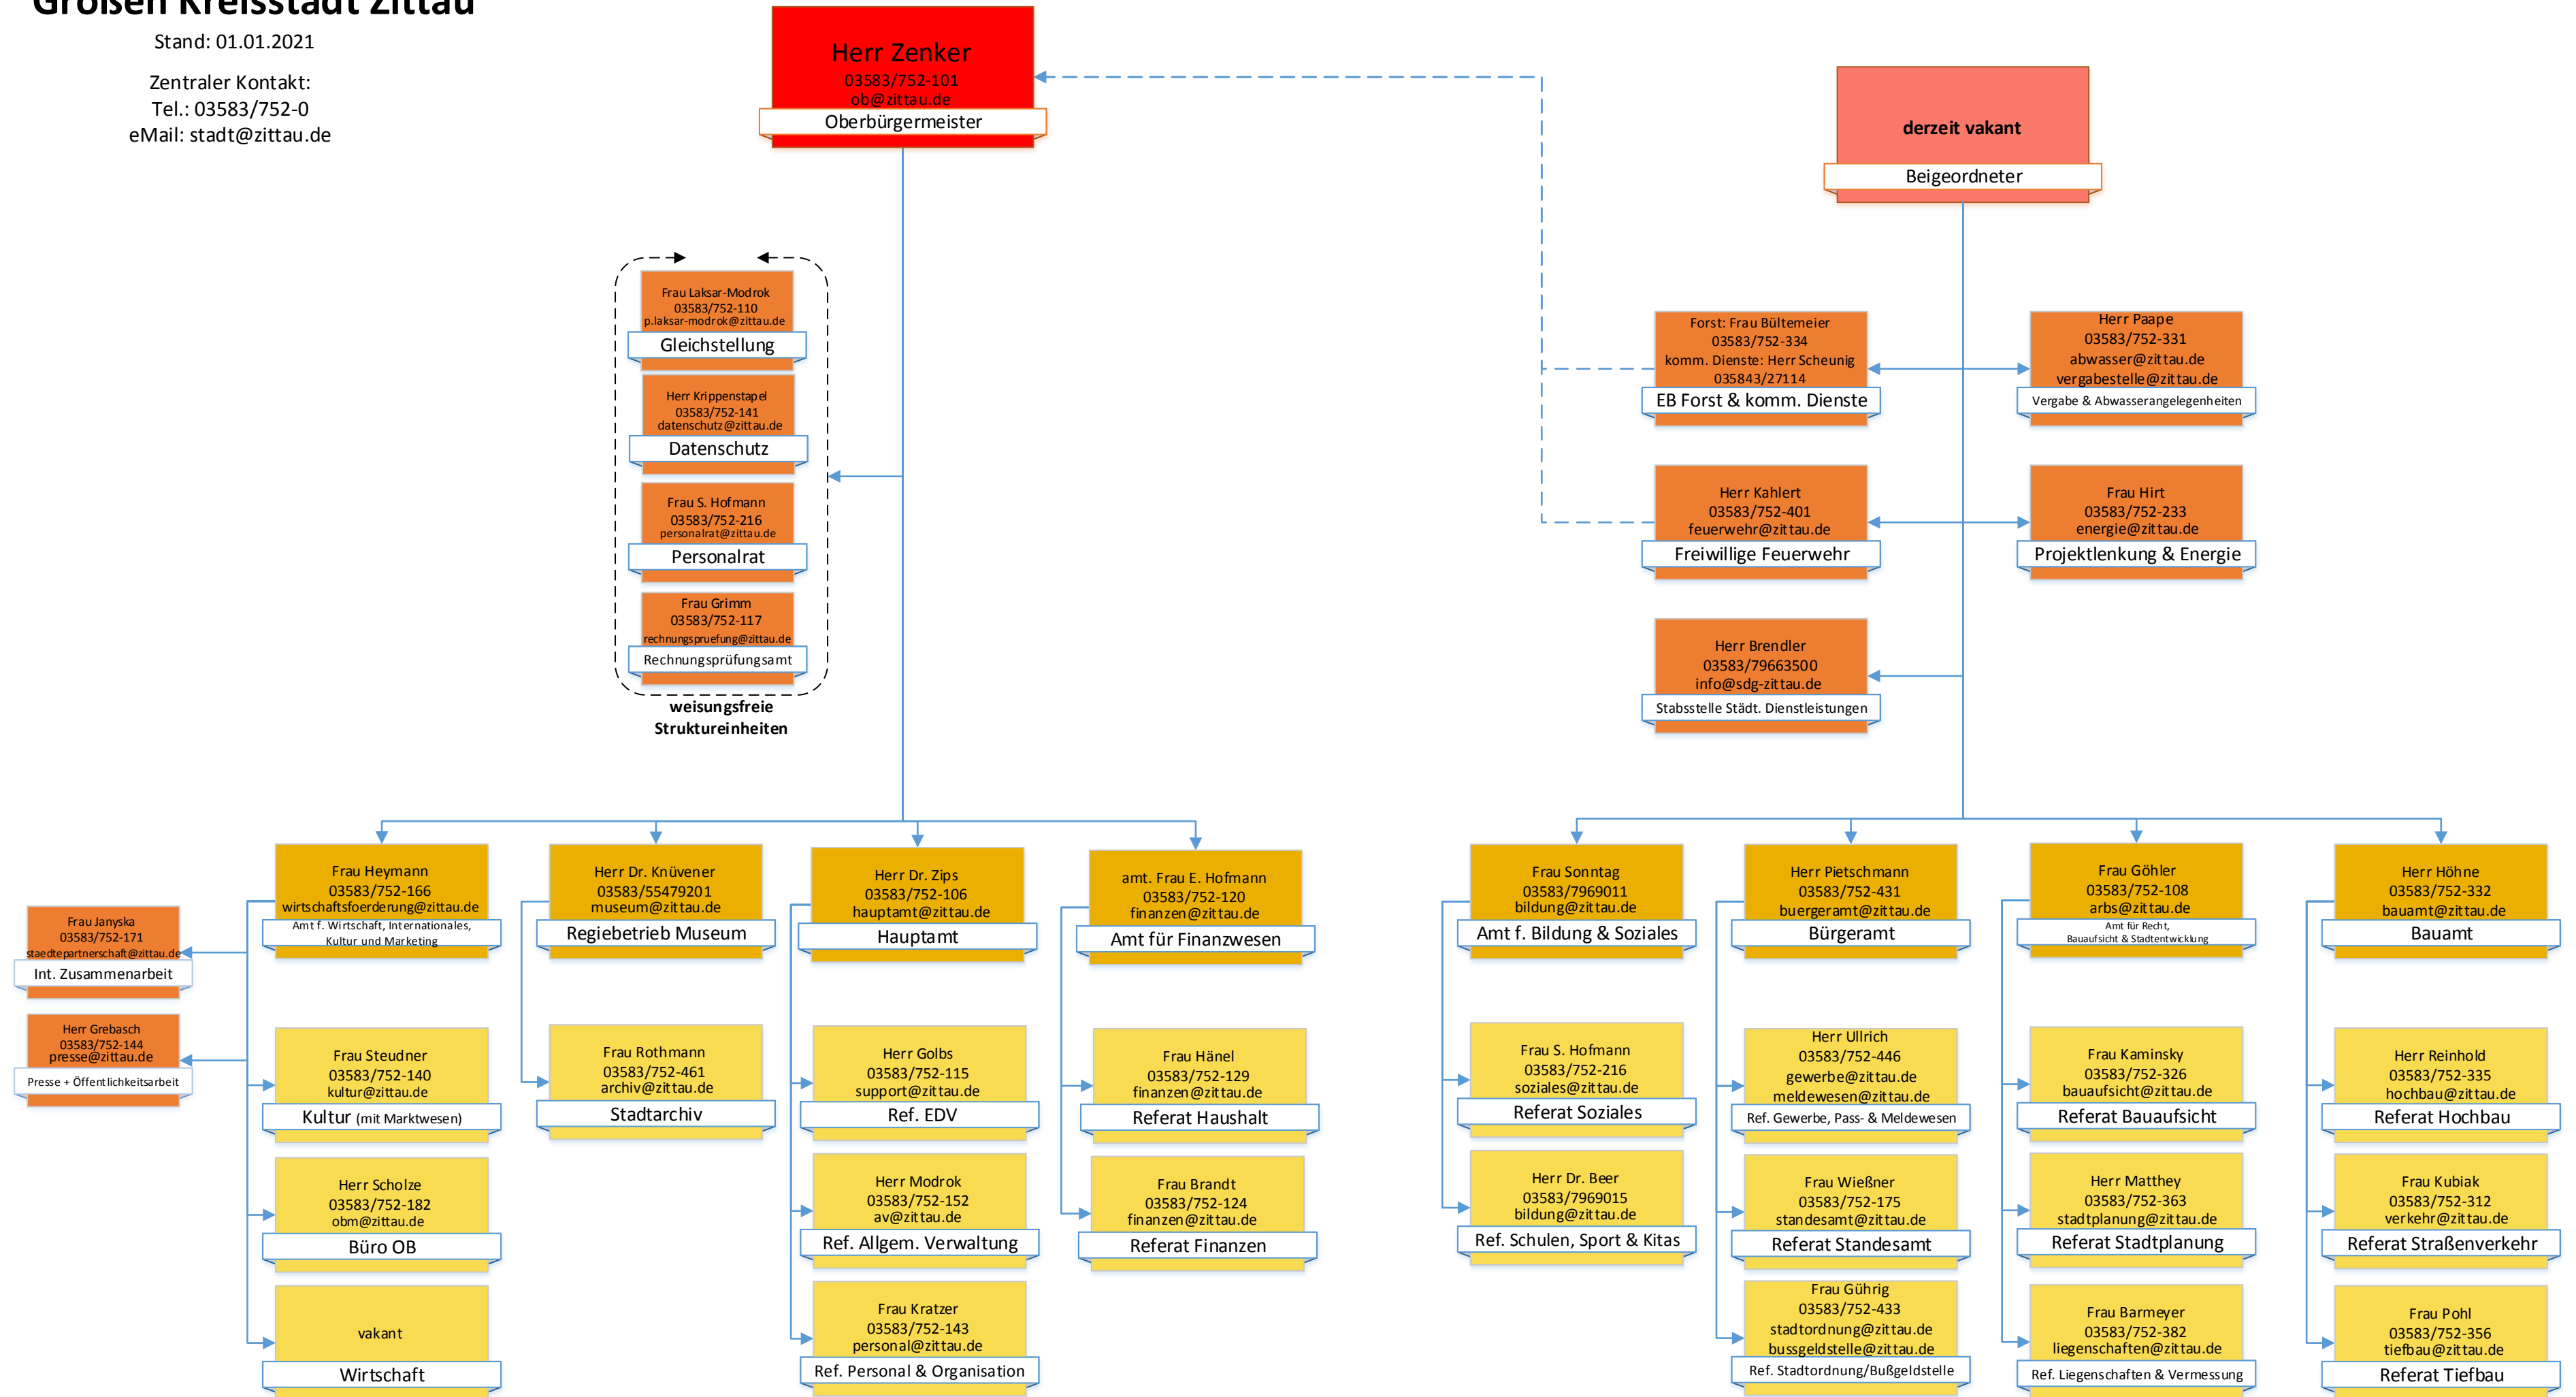 Großen Kreisstadt Zittau
Stand: 01.01.2021
Zentraler Kontakt:
Tel.: 03583/752-0
eMail: stadt@zittau.de
Herr Zenker
03583/752-101
ob@zittau.de
Oberbürgermeister
derzeit vakant
Beigeordneter
Frau Laksar-Modrok
03583/752-110
p.laksar-modrok@zittau.de
Gleichstellung
Herr Krippenstapel
03583/752-141
datenschutz@zittau.de
Datenschutz
Frau S. Hofmann
03583/752-216
personalrat@zittau.de
Personalrat
Frau Grimm
03583/752-117
rechnungspruefung@zittau.de
Rechnungsprüfungsamt
weisungsfreie
Struktureinheiten
Forst: Frau Bültemeier
03583/752-334
komm. Dienste: Herr Scheunig
035843/27114
EB Forst & komm. Dienste
Herr Paape
03583/752-331
abwasser@zittau.de
vergabestelle@zittau.de
Vergabe & Abwasserangelegenheiten
Herr Kahlert
03583/752-401
feuerwehr@zittau.de
Freiwillige Feuerwehr
Frau Hirt
03583/752-233
energie@zittau.de
Projektlenkung & Energie
Herr Brendler
03583/79663500
info@sdg-zittau.de
Stabsstelle Städt. Dienstleistungen
Frau Heymann
03583/752-166
wirtschaftsfoerderung@zittau.de
Amt f. Wirtschaft, Internationales,
Kultur und Marketing
Frau Janyska
03583/752-171
staedtepartnerschaft@zittau.de
Int. Zusammenarbeit
Herr Grebasch
03583/752-144
presse@zittau.de
Presse + Öffentlichkeitsarbeit
Frau Steudner
03583/752-140
kultur@zittau.de
Kultur (mit Marktwesen)
Herr Scholze
03583/752-182
obm@zittau.de
Büro OB
vakant
Wirtschaft
Herr Dr. Knüvener
03583/55479201
museum@zittau.de
Regiebetrieb Museum
Frau Rothmann
03583/752-461
archiv@zittau.de
Stadtarchiv
Herr Dr. Zips
03583/752-106
hauptamt@zittau.de
Hauptamt
Herr Golbs
03583/752-115
support@zittau.de
Ref. EDV
Herr Modrok
03583/752-152
av@zittau.de
Ref. Allgem. Verwaltung
Frau Kratzer
03583/752-143
personal@zittau.de
Ref. Personal & Organisation
amt. Frau E. Hofmann
03583/752-120
finanzen@zittau.de
Amt für Finanzwesen
Frau Hänel
03583/752-129
finanzen@zittau.de
Referat Haushalt
Frau Brandt
03583/752-124
finanzen@zittau.de
Referat Finanzen
Frau Sonntag
03583/7969011
bildung@zittau.de
Amt f. Bildung & Soziales
Frau S. Hofmann
03583/752-216
soziales@zittau.de
Referat Soziales
Herr Dr. Beer
03583/7969015
bildung@zittau.de
Ref. Schulen, Sport & Kitas
Herr Pietschmann
03583/752-431
buergeramt@zittau.de
Bürgeramt
Herr Ullrich
03583/752-446
gewerbe@zittau.de
meldewesen@zittau.de
Ref. Gewerbe, Pass- & Meldewesen
Frau Wießner
03583/752-175
standesamt@zittau.de
Referat Standesamt
Frau Gührig
03583/752-433
stadtordnung@zittau.de
bussgeldstelle@zittau.de
Ref. Stadtordnung/Bußgeldstelle
Frau Göhler
03583/752-108
arbs@zittau.de
Amt für Recht,
Bauaufsicht & Stadtentwicklung
Frau Kaminsky
03583/752-326
bauaufsicht@zittau.de
Referat Bauaufsicht
Herr Matthey
03583/752-363
stadtplanung@zittau.de
Referat Stadtplanung
Frau Barmeyer
03583/752-382
liegenschaften@zittau.de
Ref. Liegenschaften & Vermessung
Herr Höhne
03583/752-332
bauamt@zittau.de
Bauamt
Herr Reinhold
03583/752-335
hochbau@zittau.de
Referat Hochbau
Frau Kubiak
03583/752-312
verkehr@zittau.de
Referat Straßenverkehr
Frau Pohl
03583/752-356
tiefbau@zittau.de
Referat Tiefbau